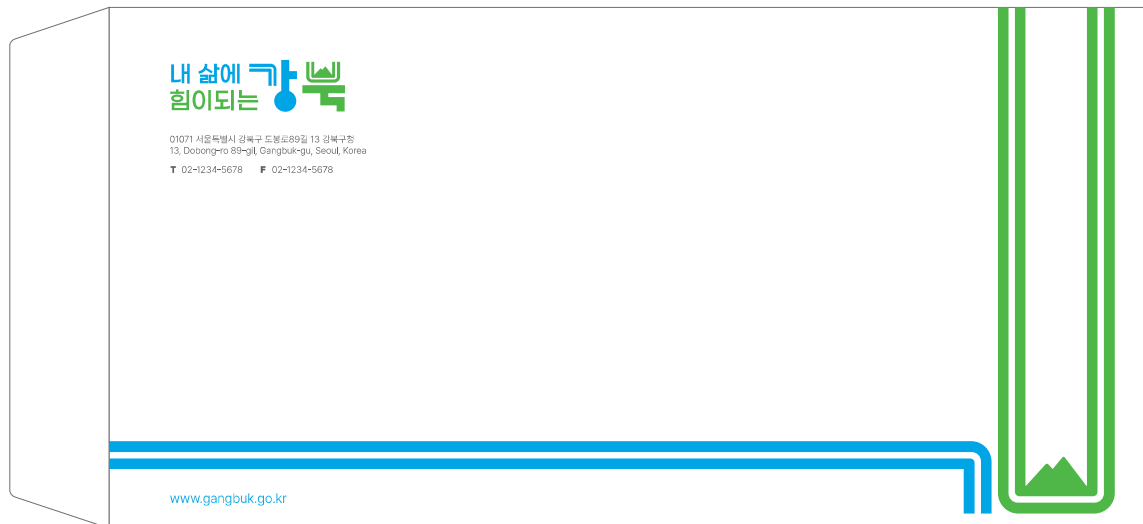 내 삶에 강북
힘이되는
01071 서울특별시 강북구 도봉로89길 13 강북구청
13, Dobong-ro 89-gil, Gangbuk-gu, Seoul, Korea
T 02-1234-5678 F 02-1234-5678
www.gangbuk.go.kr